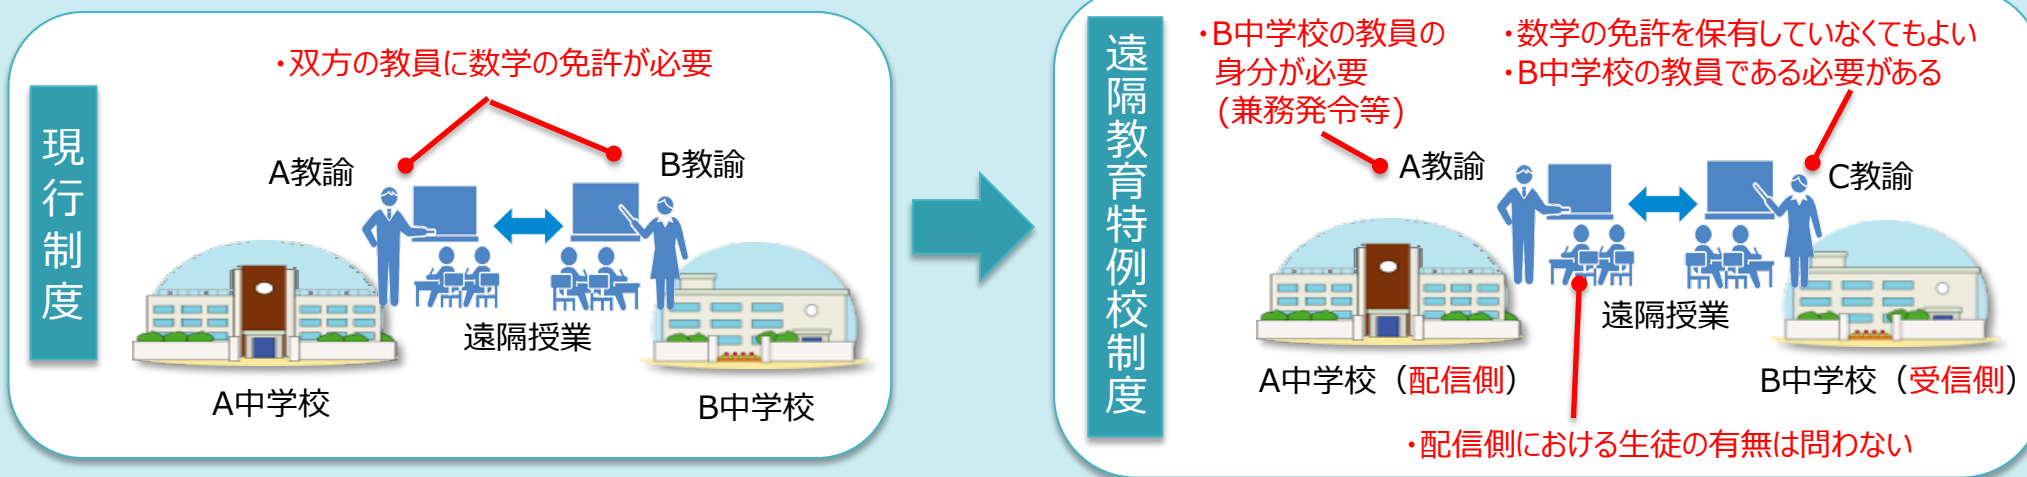 現行制度
・双方の教員に数学の免許が必要
A教諭
B教諭
遠隔授業
A中学校
B中学校
遠隔教育特例校制度
・B中学校の教員の
身分が必要
(兼務発令等)
・数学の免許を保有していなくてもよい
・B中学校の教員である必要がある
A教諭
C教諭
遠隔授業
A中学校（配信側）
B中学校（受信側）
・配信側における生徒の有無は問わない